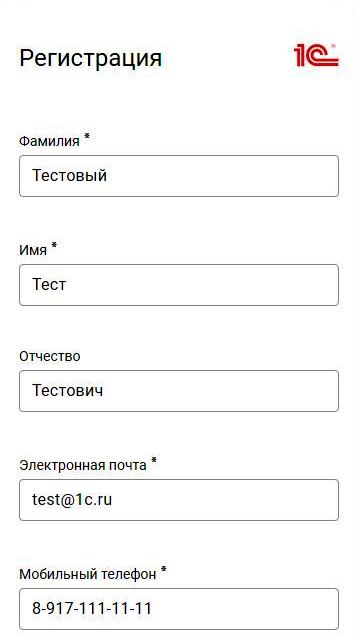 Регистрация
1С®
Фамилия *
Тестовый
Имя *
Тест
Отчество
Тестович
Электронная почта *
test@1c.ru
Мобильный телефон *
8-917-111-11-11